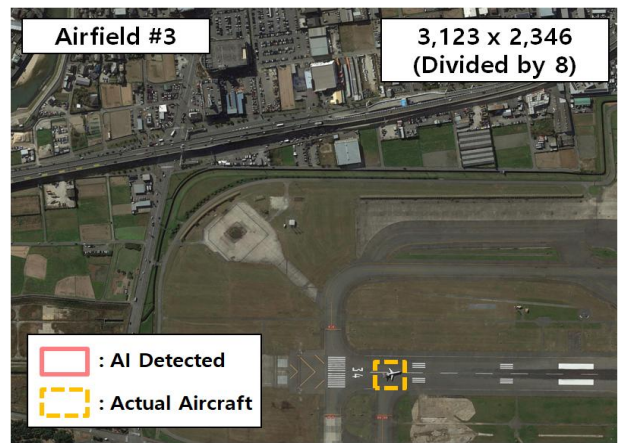 Airfield #3
3,123 x 2,346
(Divided by 8)
34
: AI Detected
: Actual Aircraft